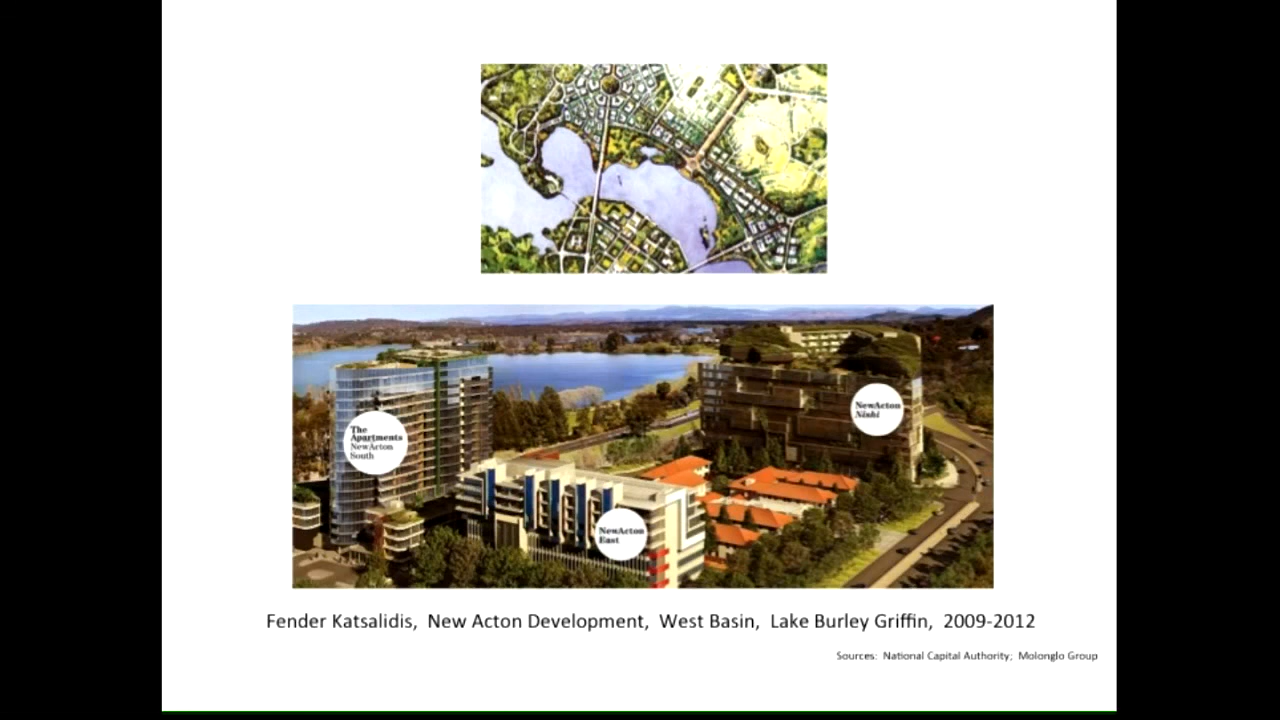 The
Apartments
NewActon
South
NewActon
East
NewActon
Nishi
Fender Katsalidis, New Acton Development, West Basin, Lake Burley Griffin, 2009-2012
Sources: National Capital Authority; Molonglo Group